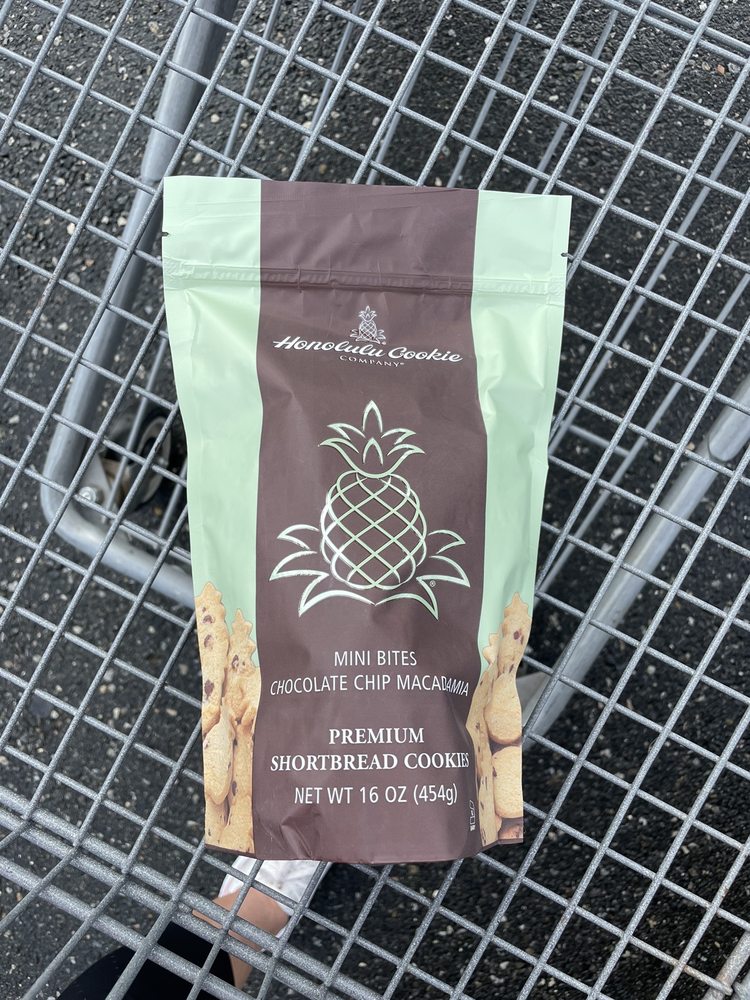 Honolulu Cookie
COMPANY®
®
MINI BITES
CHOCOLATE CHIP MACADAMIA
PREMIUM
SHORTBREAD COOKIES
NET WT 16 OZ (454g)